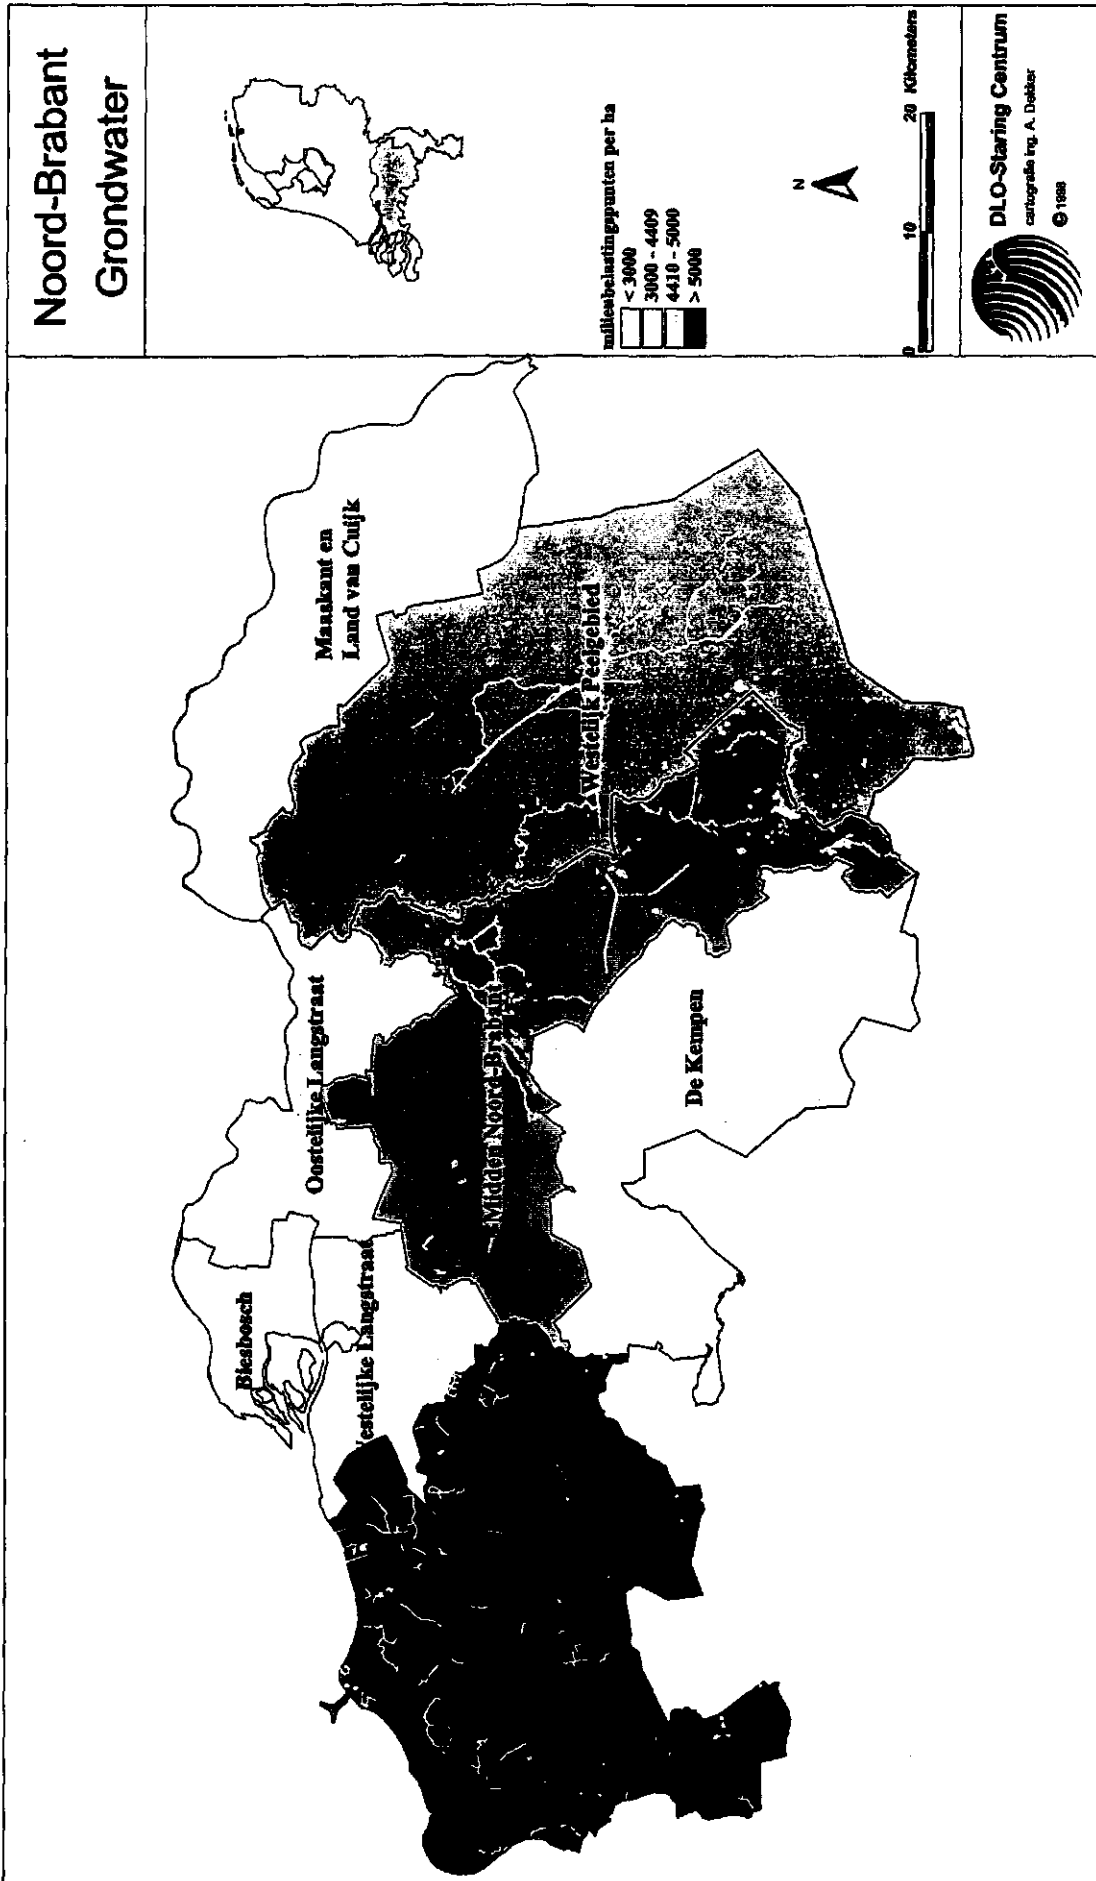 Noord-Brabant
Grondwater
milieubelastingspunten per ha
< 3000
3000 - 4409
4410 - 5000
> 5000
N
0 10 20 Kilometers
DLO-Staring Centrum
cartografie ing. A. Dekker
© 1998
Maaskant en
Land van Cuijk
Westelijk Peelgebied
Oostelijke Langstraat
Midden Noord-Brabant
De Kempen
Biesbosch
Westelijke Langstraat